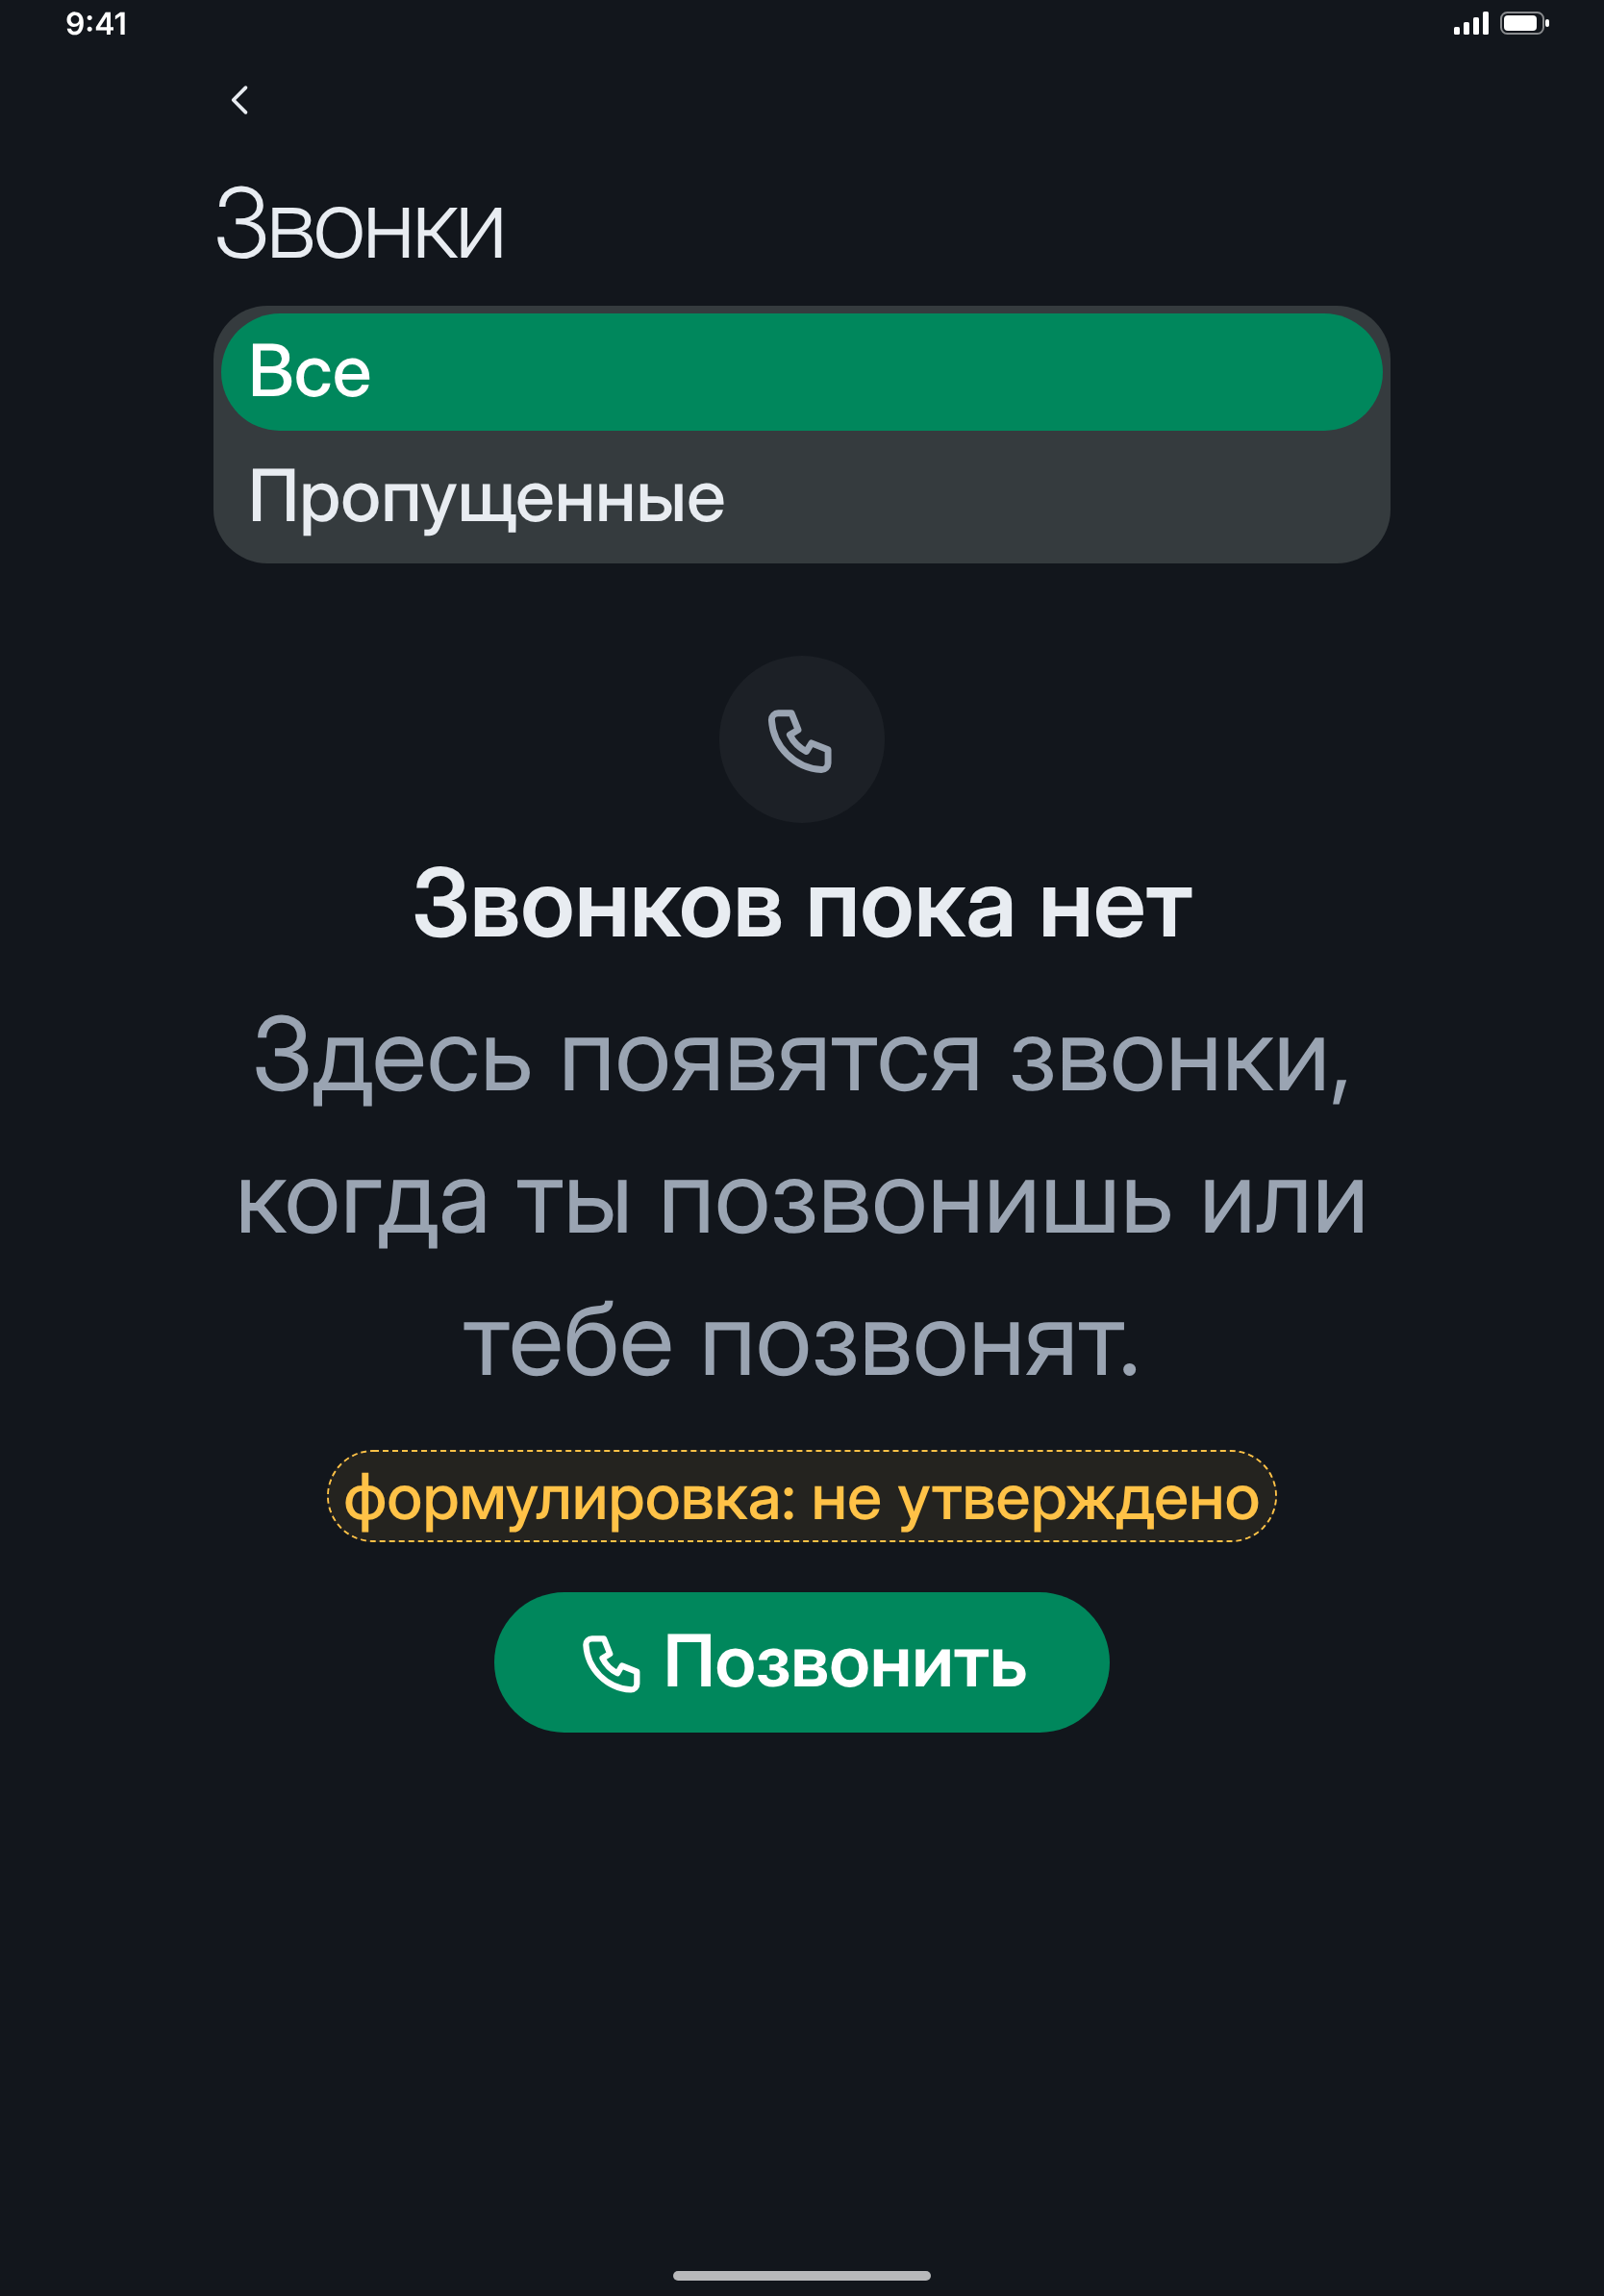 9:41
Звонки
Все
Пропущенные
Звонков пока нет
Здесь появятся звонки,
когда ты позвонишь или
тебе позвонят.
формулировка: не утверждено
Позвонить